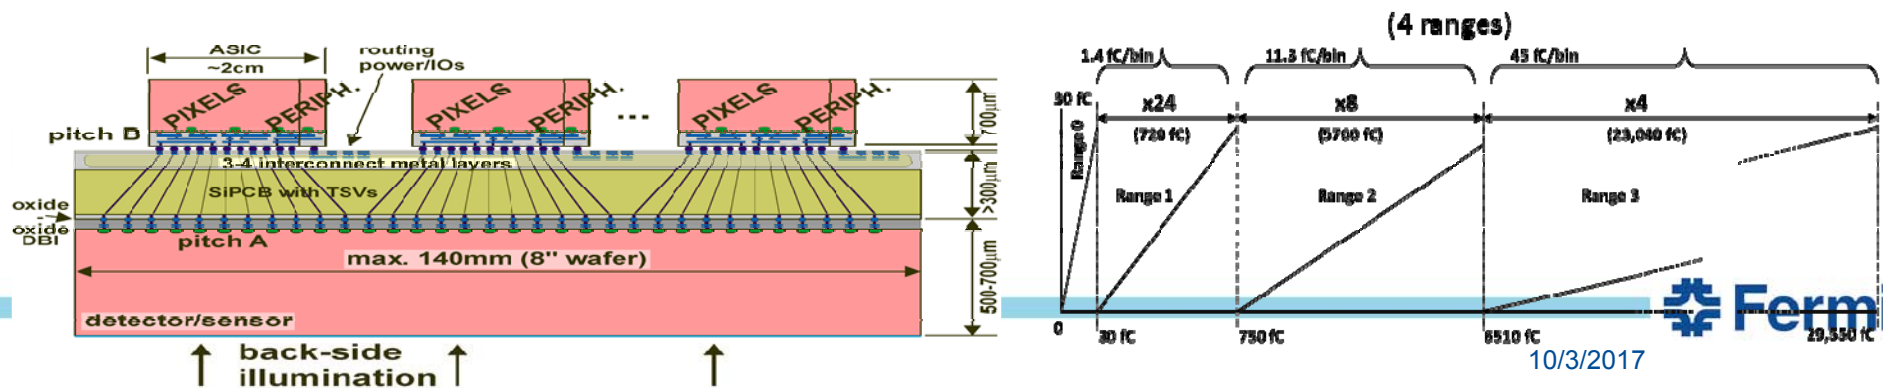 ASIC
~2cm
routing
power/IOs
PIXELS
PERIPH.
PIXELS
PERIPH.
...
PIXELS
PERIPH.
700µm
pitch B
3-4 interconnect metal layers
SiPCB with TSVs
>300µm
oxide
oxide
DBI
pitch A
max. 140mm (8" wafer)
500-700µm
detector/sensor
back-side
illumination
(4 ranges)
1.4 fC/bin
11.3 fC/bin
45 fC/bin
30 fC
x24
x8
x4
(720 fC)
(23,040 fC)
Range 0
Range 1
Range 2
Range 3
0
30 fC
750 fC
6510 fC
29,550 fC
Fermi
10/3/2017